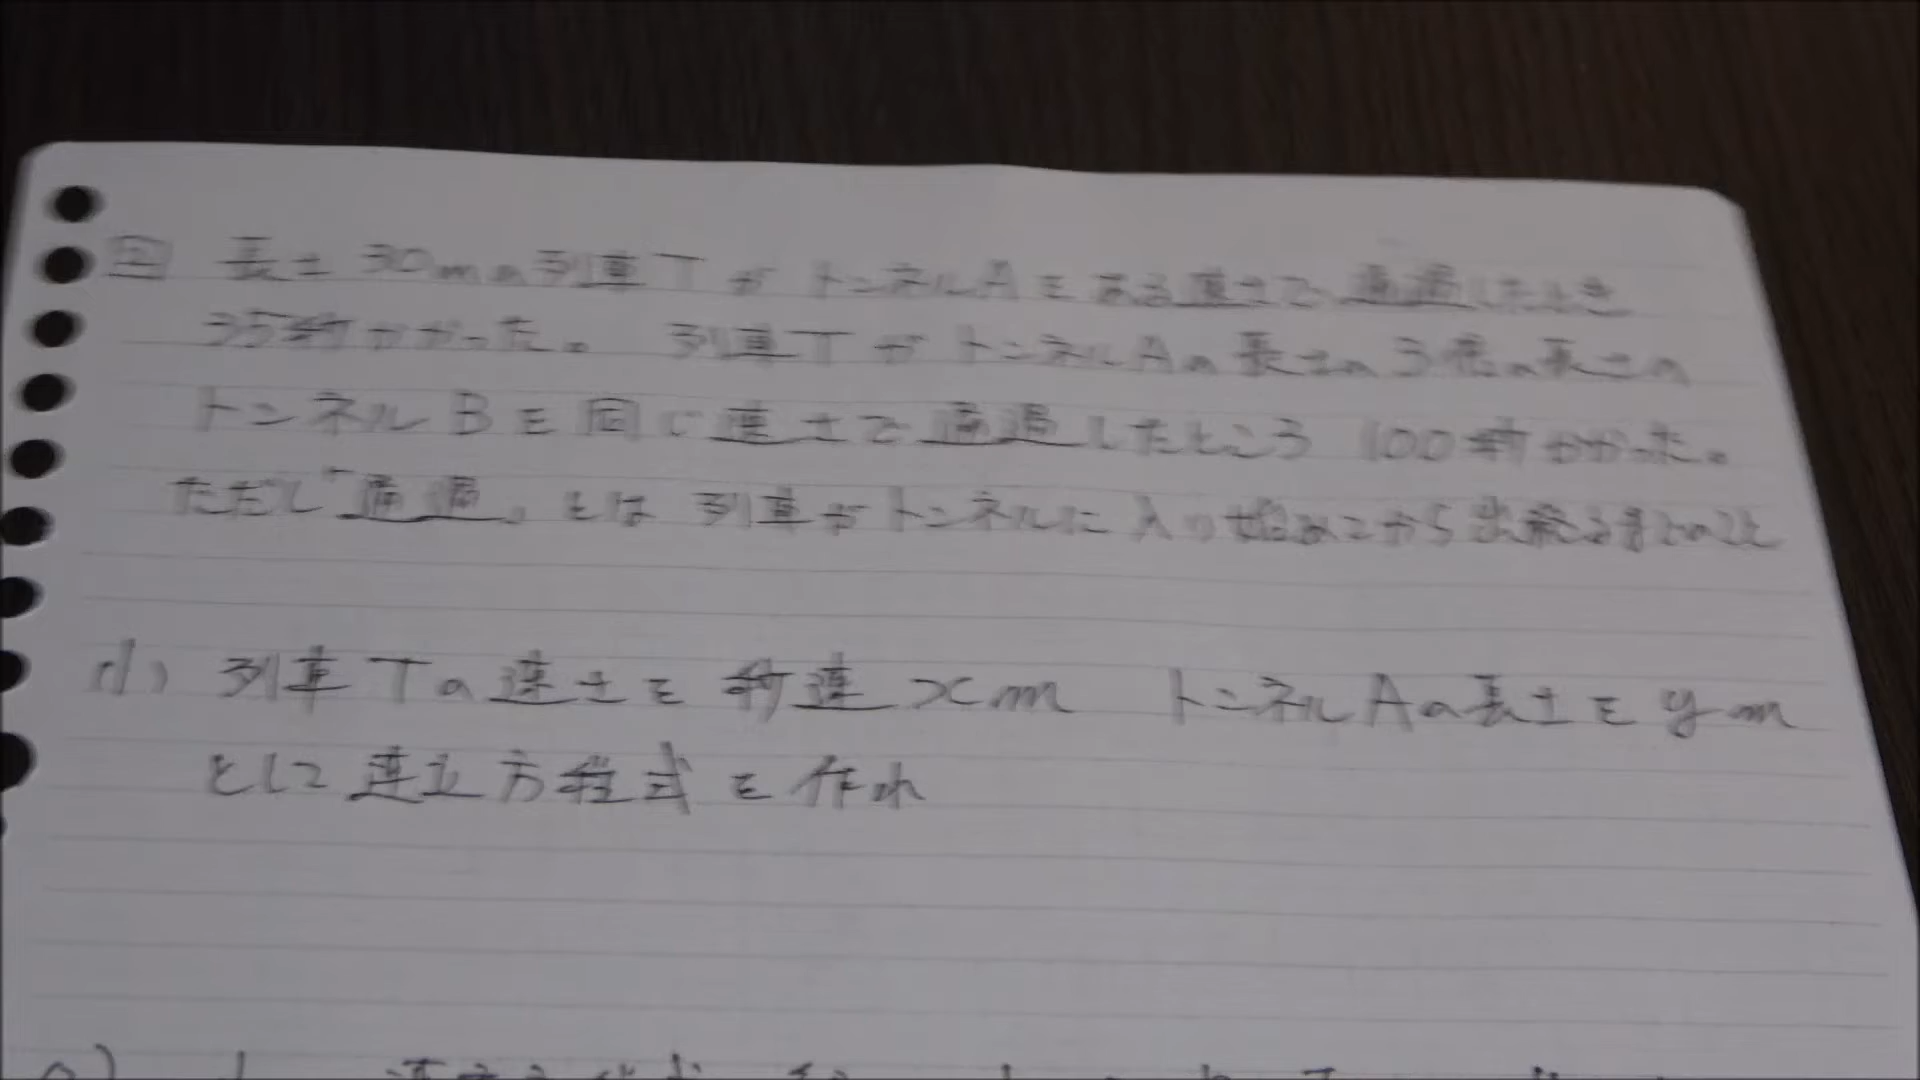 三 長さ30mの列車TがトンネルAをある速さで通過したとき
35秒かかった。 列車TがトンネルAの長さの3倍の長さの
トンネルBを同じ速さで通過したところ 100秒かかった。
ただし「通過」とは 列車がトンネルに入り始めてから出終るまでのこと
(1) 列車Tの速さを 秒速 xm トンネルAの長さを ym
として連立方程式を作れ